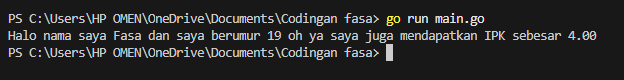 PS C:\Users\HP OMEN\OneDrive\Documents\Codingan fasa> go run main.go
Halo nama saya Fasa dan saya berumur 19 oh ya saya juga mendapatkan IPK sebesar 4.00
PS C:\Users\HP OMEN\OneDrive\Documents\Codingan fasa>